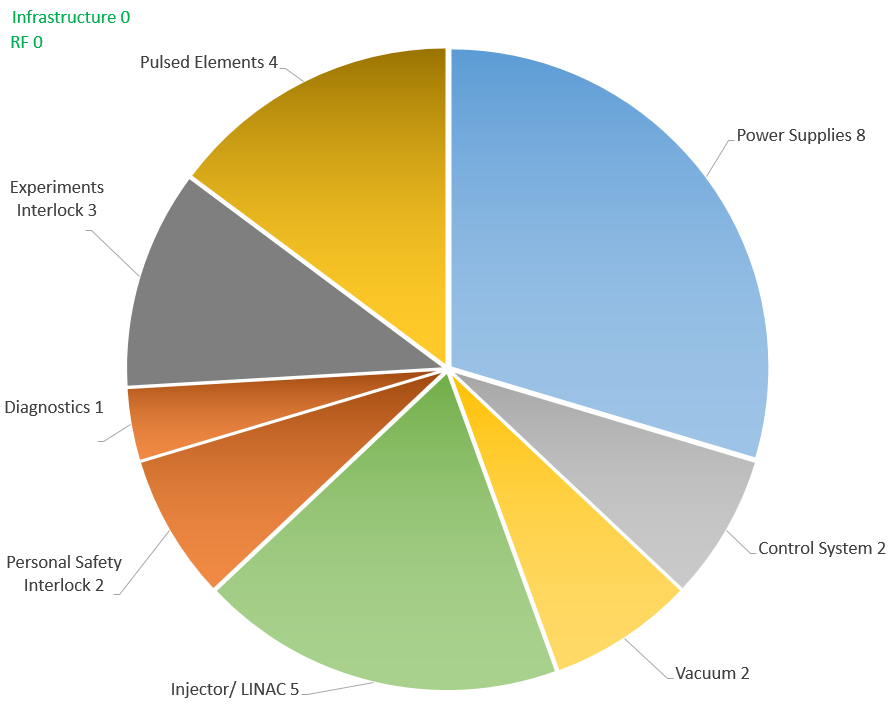 Infrastructure 0
RF 0
Pulsed Elements 4
Power Supplies 8
Experiments
Interlock 3
Diagnostics 1
Control System 2
Personal Safety
Interlock 2
Vacuum 2
Injector/ LINAC 5